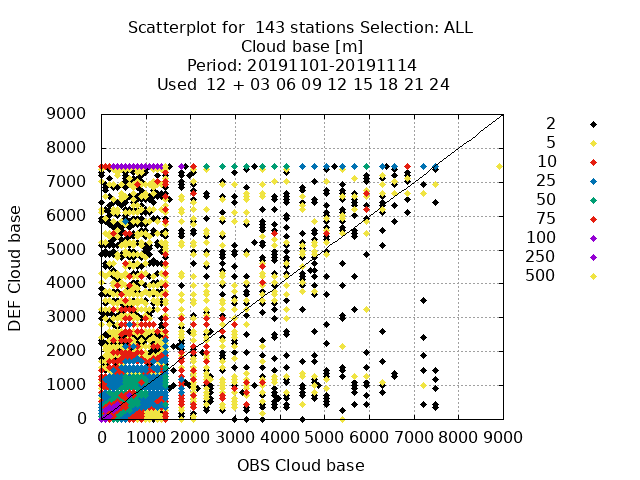 Scatterplot for  143 stations Selection: ALL
Cloud base [m]
Period: 20191101-20191114
Used  12 + 03 06 09 12 15 18 21 24
9000
8000
7000
6000
5000
4000
3000
2000
1000
0
DEF Cloud base
0 1000 2000 3000 4000 5000 6000 7000 8000 9000
OBS Cloud base
2
5
10
25
50
75
100
250
500